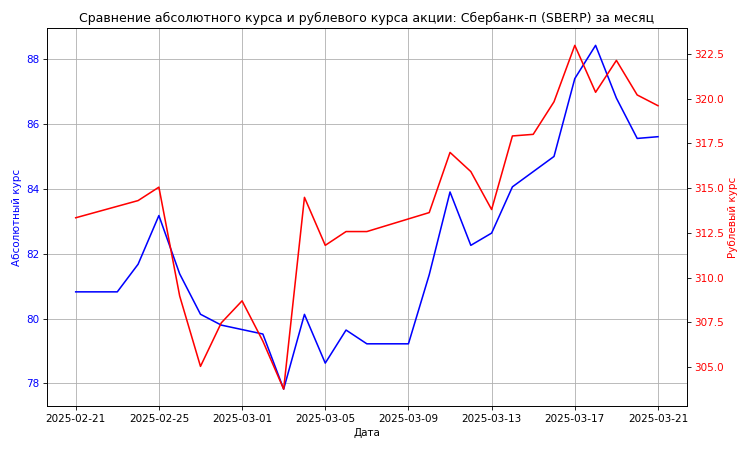 Сравнение абсолютного курса и рублевого курса акции: Сбербанк-п (SBERP) за месяц
88
86
84
82
80
78
Абсолютный курс
322.5
320.0
317.5
315.0
312.5
310.0
307.5
305.0
Рублевый курс
2025-02-21 2025-02-25 2025-03-01 2025-03-05 2025-03-09 2025-03-13 2025-03-17 2025-03-21
Дата